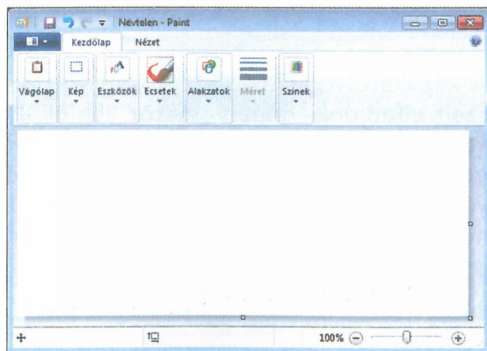 Névtelen - Paint
Kezdőlap Nézet
Vágólap Kép Eszközök Ecsetek Alakzatok Méret Színek
100%